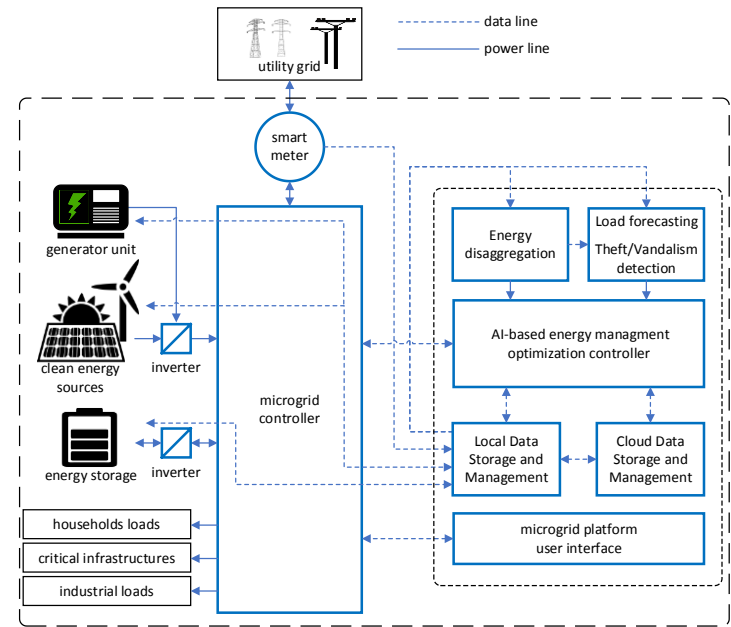 data line
power line
utility grid
smart
meter
generator unit
clean energy
sources
inverter
energy storage
inverter
households loads
critical infrastructures
industrial loads
microgrid
controller
Energy
disaggregation
Load forecasting
Theft/Vandalism
detection
AI-based energy managment
optimization controller
Local Data
Storage and
Management
Cloud Data
Storage and
Management
microgrid platform
user interface